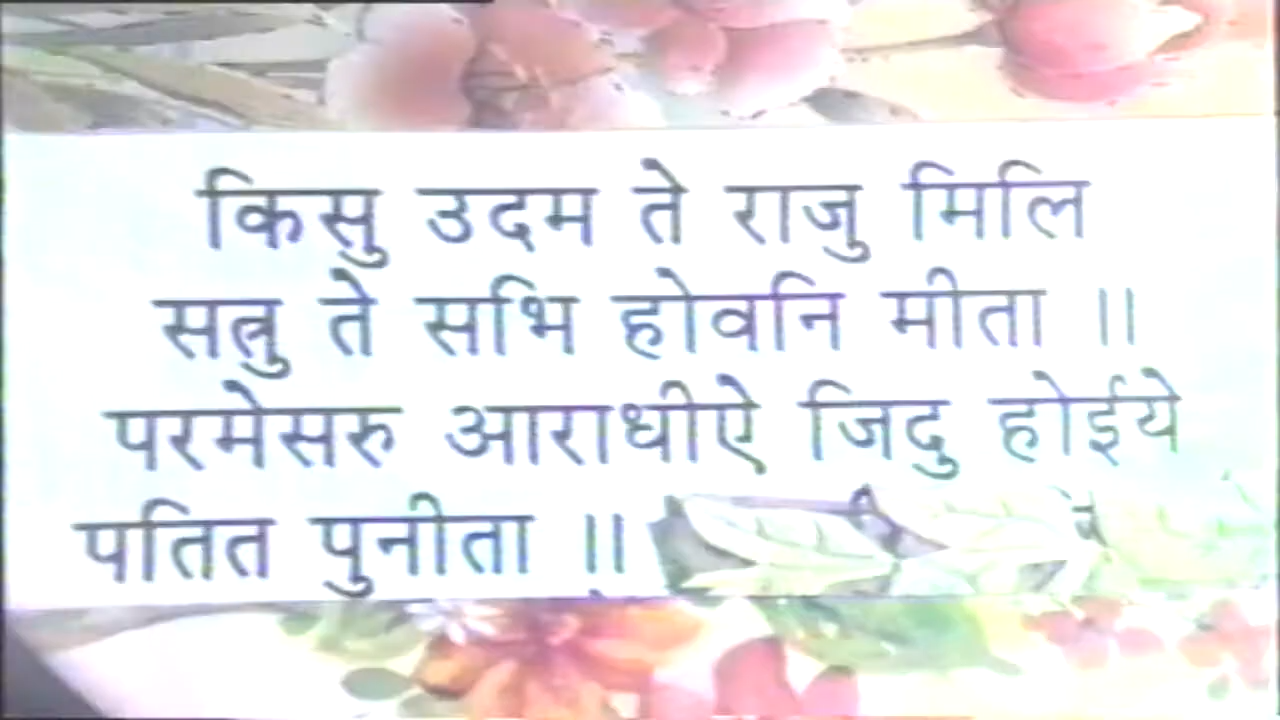 किसु उदम ते राजु मिलि
सत्रु ते सभि होवनि मीता ॥
परमेसरु आराधीऐ जिदु होईये
पतित पुनीता ॥